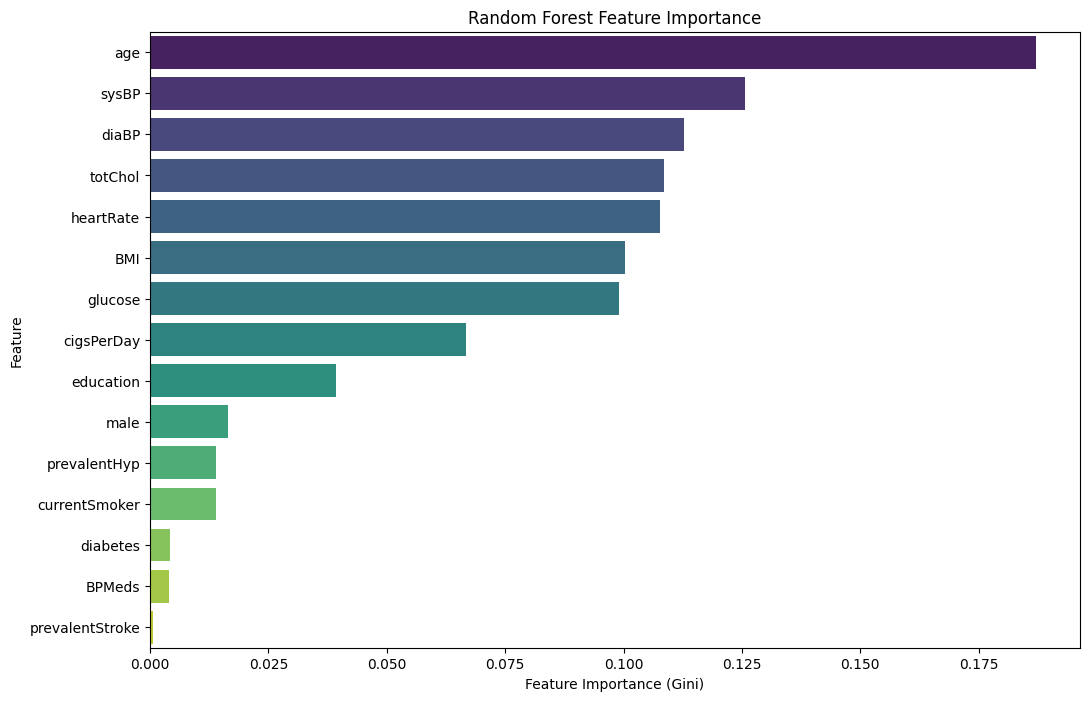 Random Forest Feature Importance
age
sysBP
diaBP
totChol
heartRate
BMI
glucose
cigsPerDay
education
male
prevalentHyp
currentSmoker
diabetes
BPMeds
prevalentStroke
Feature
0.000 0.025 0.050 0.075 0.100 0.125 0.150 0.175
Feature Importance (Gini)